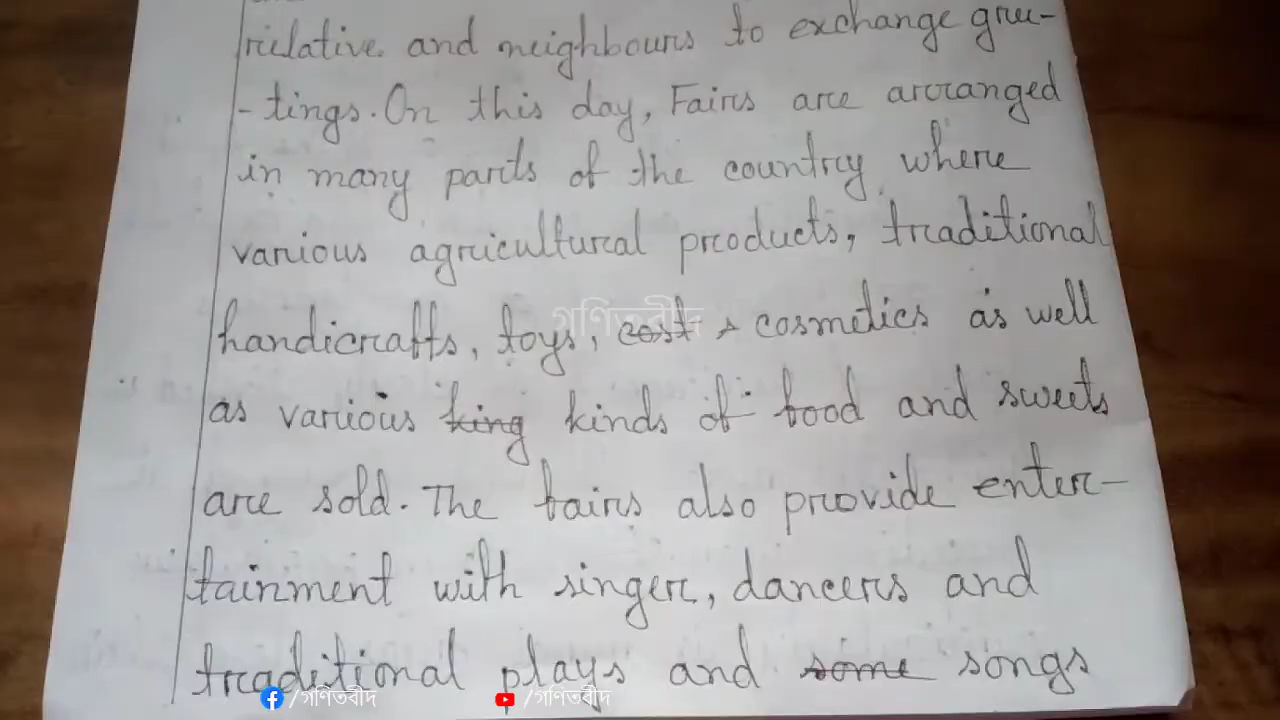 relative and neighbours to exchange gree-
-tings. On this day, Fairs are arranged
in many parts of the country where
various agricultural products, traditional
handicrafts, toys, cost cosmetics as well
গণিতবীদ
as various king kinds of food and sweets
are sold. The fairs also provide enter-
tainment with singer, dancers and
traditional plays and some songs
/গণিতবীদ /গণিতবীদ